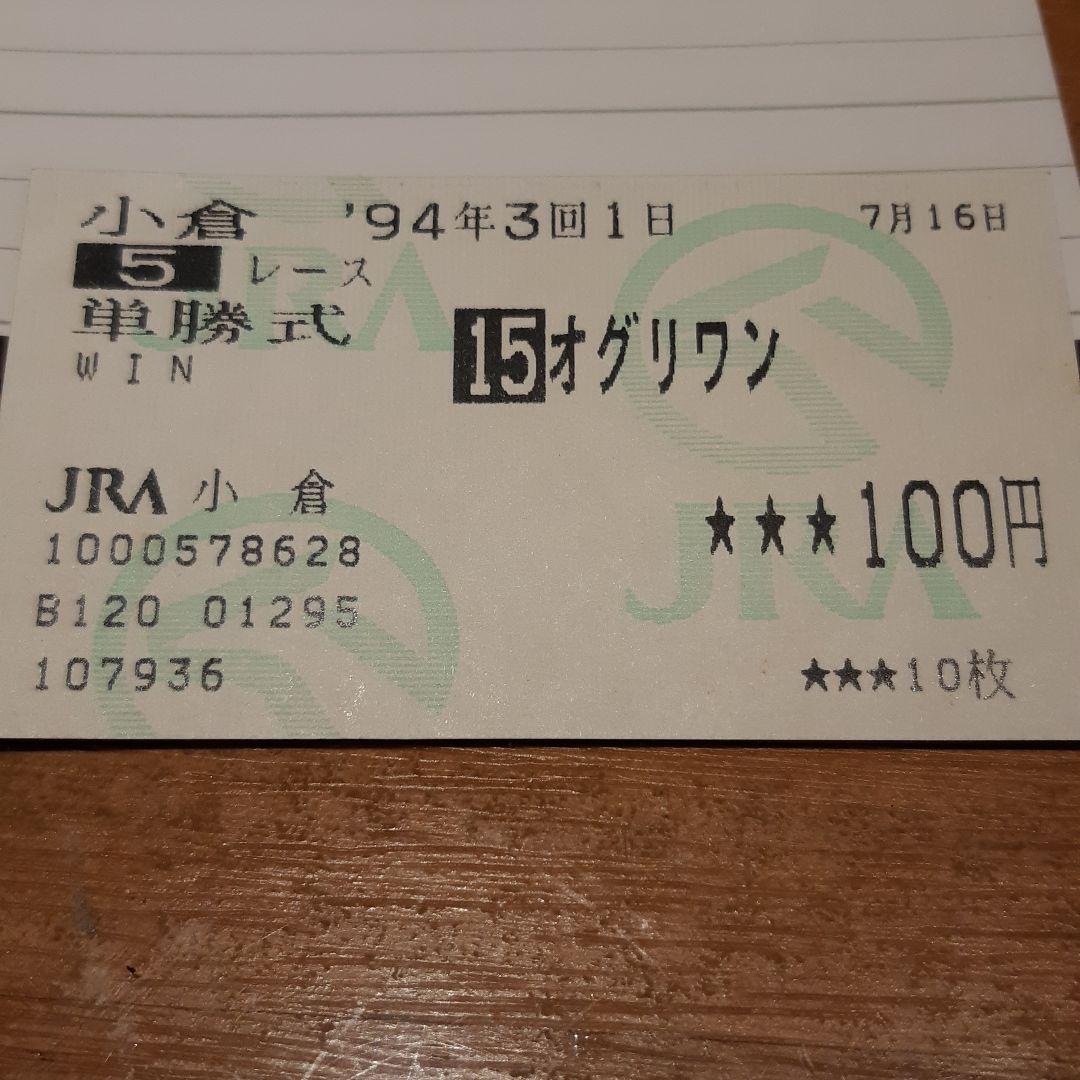 小倉 '94年3回1日 7月16日
5 レース
単勝式
WIN
15 オグリワン
JRA 小倉
★★★100円
1000578628
B120 01295
107936
★★★10枚